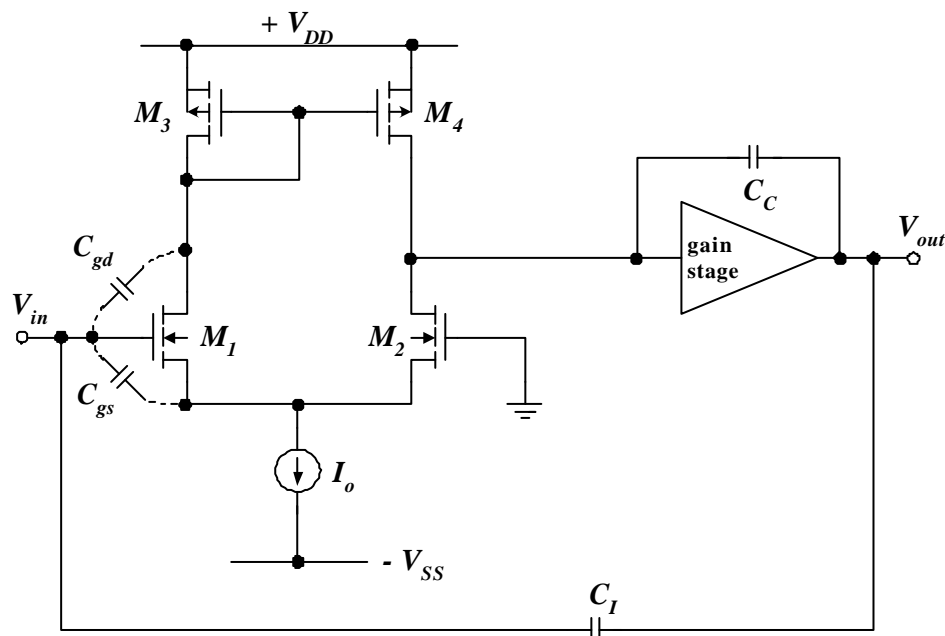 + V_DD
M_3
M_4
C_C
V_out
C_gd
gain
stage
V_in
M_1
M_2
C_gs
I_o
- V_SS
C_I